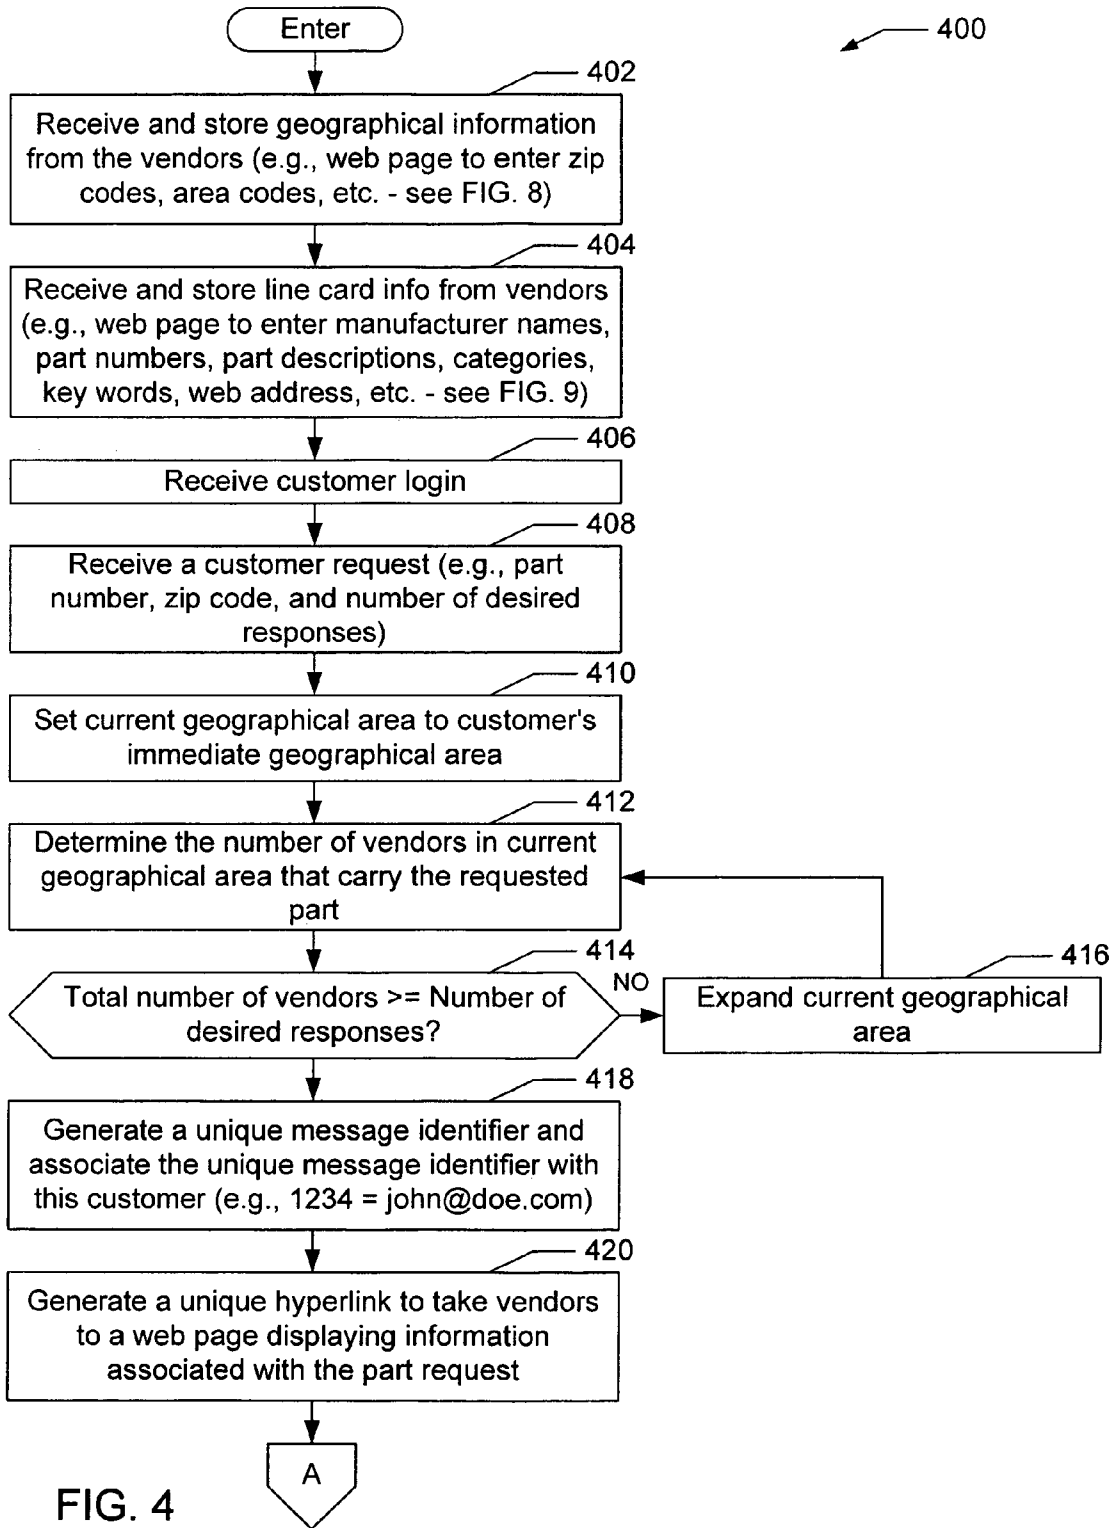 Enter
400
402
Receive and store geographical information
from the vendors (e.g., web page to enter zip
codes, area codes, etc. - see FIG. 8)
404
Receive and store line card info from vendors
(e.g., web page to enter manufacturer names,
part numbers, part descriptions, categories,
key words, web address, etc. - see FIG. 9)
406
Receive customer login
408
Receive a customer request (e.g., part
number, zip code, and number of desired
responses)
410
Set current geographical area to customer's
immediate geographical area
412
Determine the number of vendors in current
geographical area that carry the requested
part
414
Total number of vendors >= Number of
desired responses?
NO
416
Expand current geographical
area
418
Generate a unique message identifier and
associate the unique message identifier with
this customer (e.g., 1234 = john@doe.com)
420
Generate a unique hyperlink to take vendors
to a web page displaying information
associated with the part request
A
FIG. 4